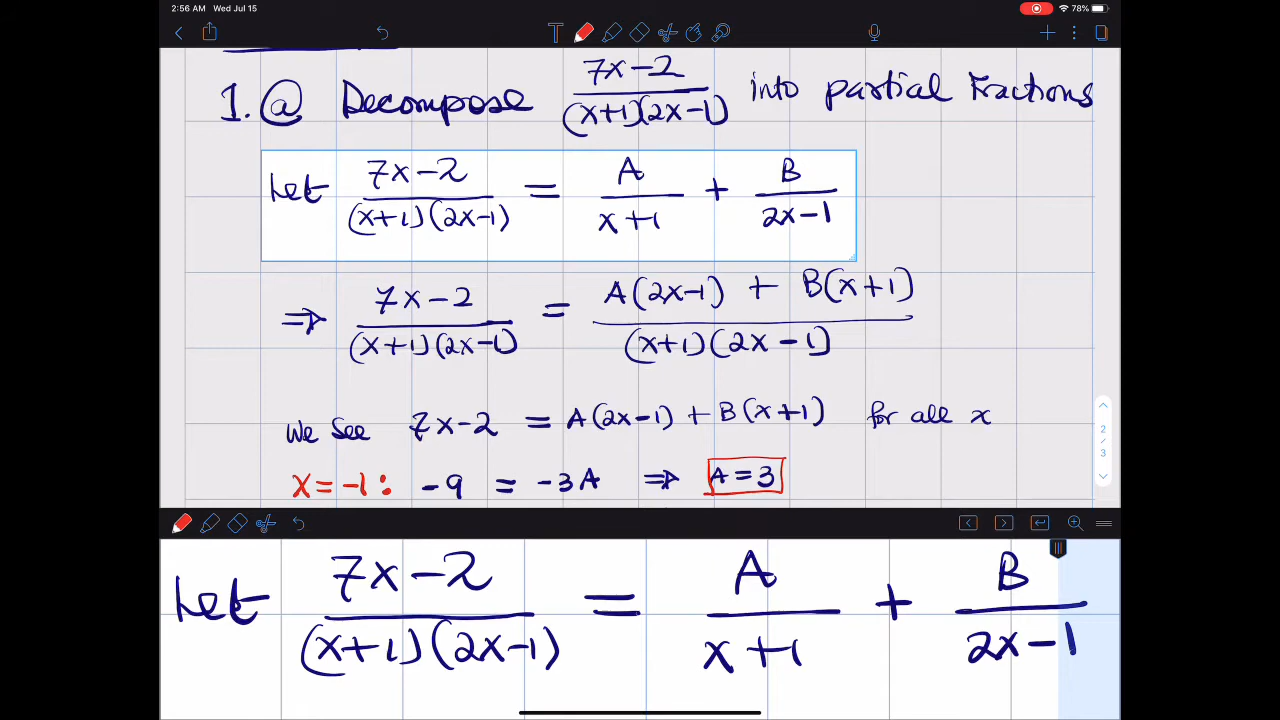 2:56 AM Wed Jul 15
78%
1. ⓐ Decompose (7x-2)/((x+1)(2x-1)) into partial Fractions
Let (7x-2)/((x+1)(2x-1)) = A/(x+1) + B/(2x-1)
⇒ (7x-2)/((x+1)(2x-1)) = (A(2x-1) + B(x+1))/((x+1)(2x-1))
We See 7x-2 = A(2x-1) + B(x+1) for all x
x = -1: -9 = -3A ⇒ A = 3
2/3
Let (7x-2)/((x+1)(2x-1)) = A/(x+1) + B/(2x-1)